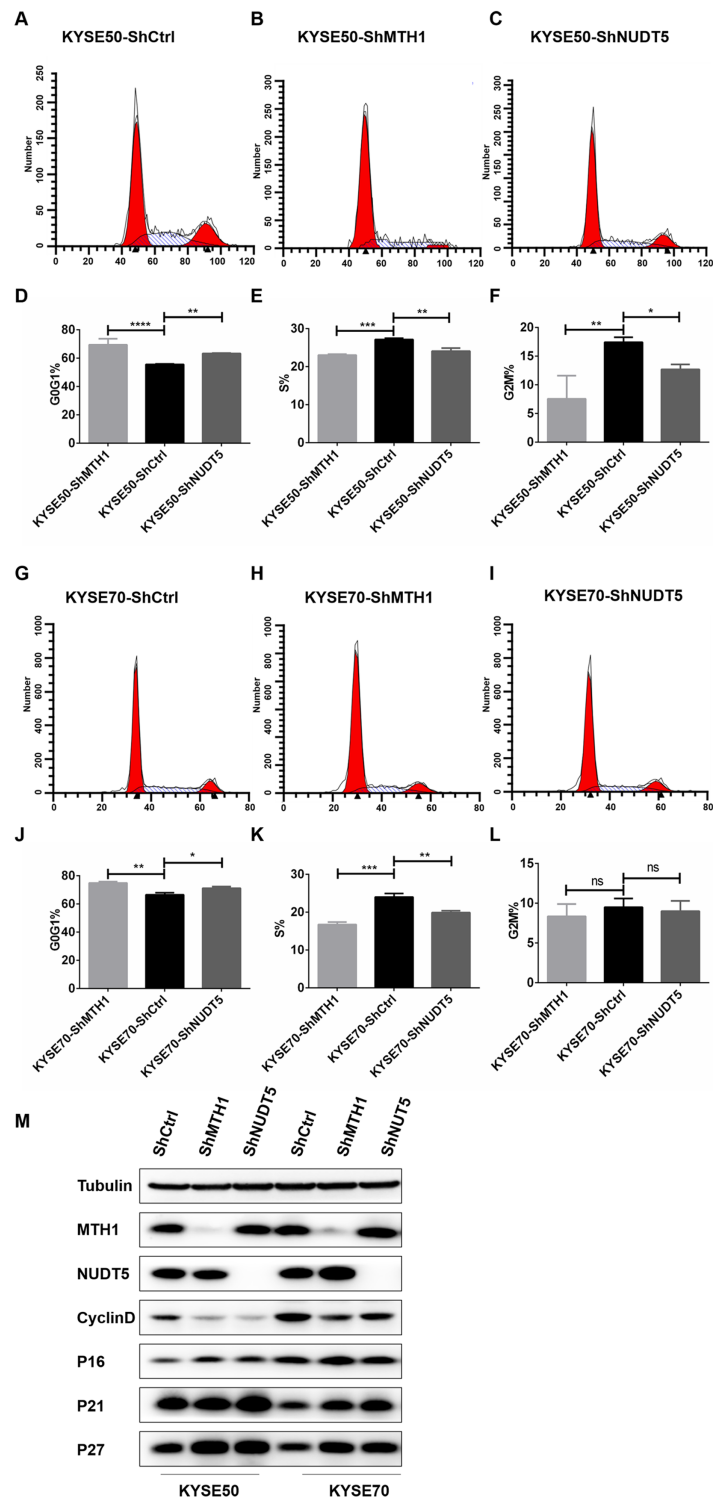 A
KYSE50-ShCtrl
B
KYSE50-ShMTH1
C
KYSE50-ShNUDT5
Number
0 50 100 150 200 250
0 20 40 60 80 100 120
Number
0 50 100 150 200 250 300
0 20 40 60 80 100 120
Number
0 50 100 150 200 250 300
0 20 40 60 80 100 120
D
G0G1%
0 20 40 60 80
**** **
KYSE50-ShMTH1
KYSE50-ShCtrl
KYSE50-ShNUDT5
E
S%
0 10 20 30
*** **
KYSE50-ShMTH1
KYSE50-ShCtrl
KYSE50-ShNUDT5
F
G2M%
0 5 10 15 20
** *
KYSE50-ShMTH1
KYSE50-ShCtrl
KYSE50-ShNUDT5
G
KYSE70-ShCtrl
H
KYSE70-ShMTH1
I
KYSE70-ShNUDT5
Number
0 200 400 600 800 1000
0 20 40 60 80
Number
0 200 400 600 800 1000
0 20 40 60 80
Number
0 200 400 600 800 1000
0 20 40 60 80
J
G0G1%
0 20 40 60 80
** *
KYSE70-ShMTH1
KYSE70-ShCtrl
KYSE70-ShNUDT5
K
S%
0 10 20 30
*** **
KYSE70-ShMTH1
KYSE70-ShCtrl
KYSE70-ShNUDT5
L
G2M%
0 5 10 15
ns ns
KYSE70-ShMTH1
KYSE70-ShCtrl
KYSE70-ShNUDT5
M
ShCtrl ShMTH1 ShNUDT5 ShCtrl ShMTH1 ShNUT5
Tubulin
MTH1
NUDT5
CyclinD
P16
P21
P27
KYSE50 KYSE70